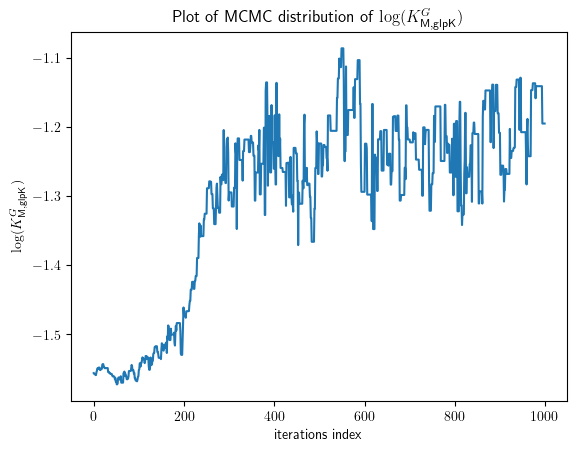 Plot of MCMC distribution of log(K^G_M,glpK)
log(K^G_M,glpK)
−1.1
−1.2
−1.3
−1.4
−1.5
0 200 400 600 800 1000
iterations index